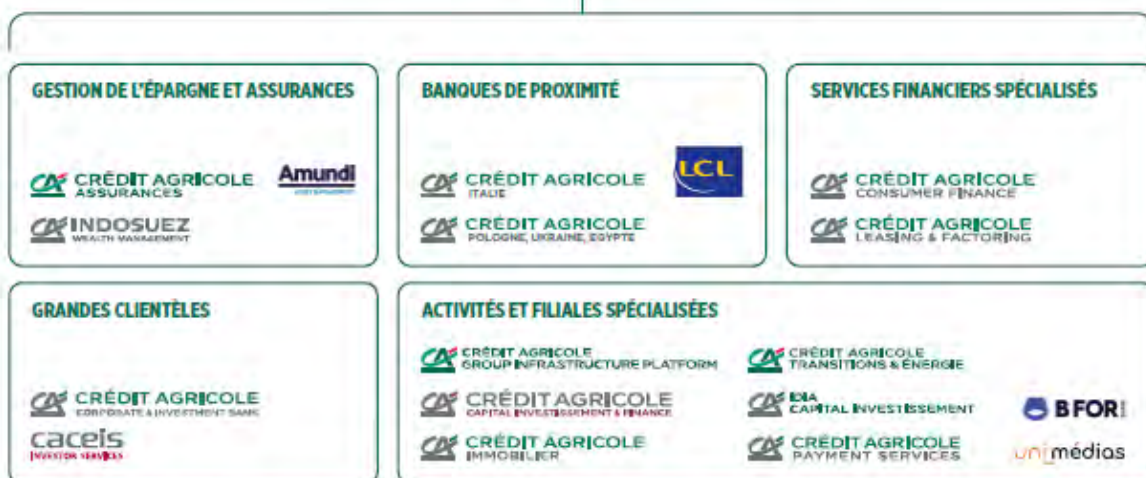 GESTION DE L'ÉPARGNE ET ASSURANCES
CRÉDIT AGRICOLE
ASSURANCES
Amundi
INDOSUEZ
WEALTH MANAGEMENT
BANQUES DE PROXIMITÉ
CRÉDIT AGRICOLE
ITALIE
LCL
CRÉDIT AGRICOLE
POLOGNE, UKRAINE, EGYPTE
SERVICES FINANCIERS SPÉCIALISÉS
CRÉDIT AGRICOLE
CONSUMER FINANCE
CRÉDIT AGRICOLE
LEASING & FACTORING
GRANDES CLIENTÈLES
CRÉDIT AGRICOLE
CORPORATE & INVESTMENT BANK
caceis
INVESTOR SERVICES
ACTIVITÉS ET FILIALES SPÉCIALISÉES
CRÉDIT AGRICOLE
GROUP INFRASTRUCTURE PLATFORM
CRÉDIT AGRICOLE
CAPITAL INVESTISSEMENT & FINANCE
CRÉDIT AGRICOLE
IMMOBILIER
CRÉDIT AGRICOLE
TRANSITIONS & ÉNERGIE
IDIA
CAPITAL INVESTISSEMENT
CRÉDIT AGRICOLE
PAYMENT SERVICES
BFOR
uni médias